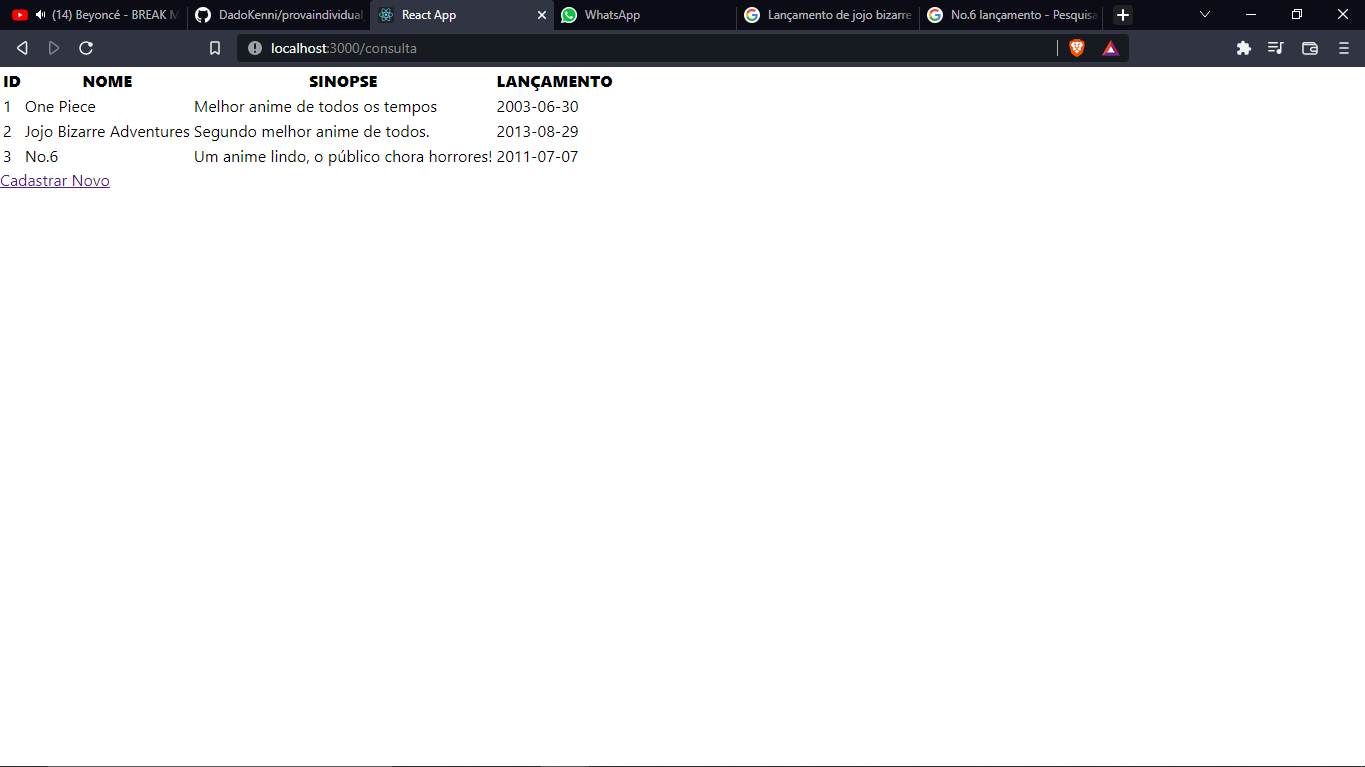 (14) Beyoncé - BREAK M DadoKenni/provaindividual React App WhatsApp Lançamento de jojo bizarre No.6 lançamento - Pesquisa
localhost:3000/consulta
ID NOME SINOPSE LANÇAMENTO
1 One Piece Melhor anime de todos os tempos 2003-06-30
2 Jojo Bizarre Adventures Segundo melhor anime de todos. 2013-08-29
3 No.6 Um anime lindo, o público chora horrores! 2011-07-07
Cadastrar Novo